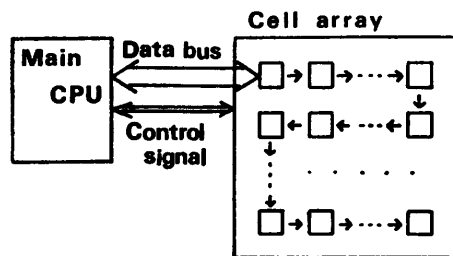 Cell array
Main
CPU
Data bus
Control
signal